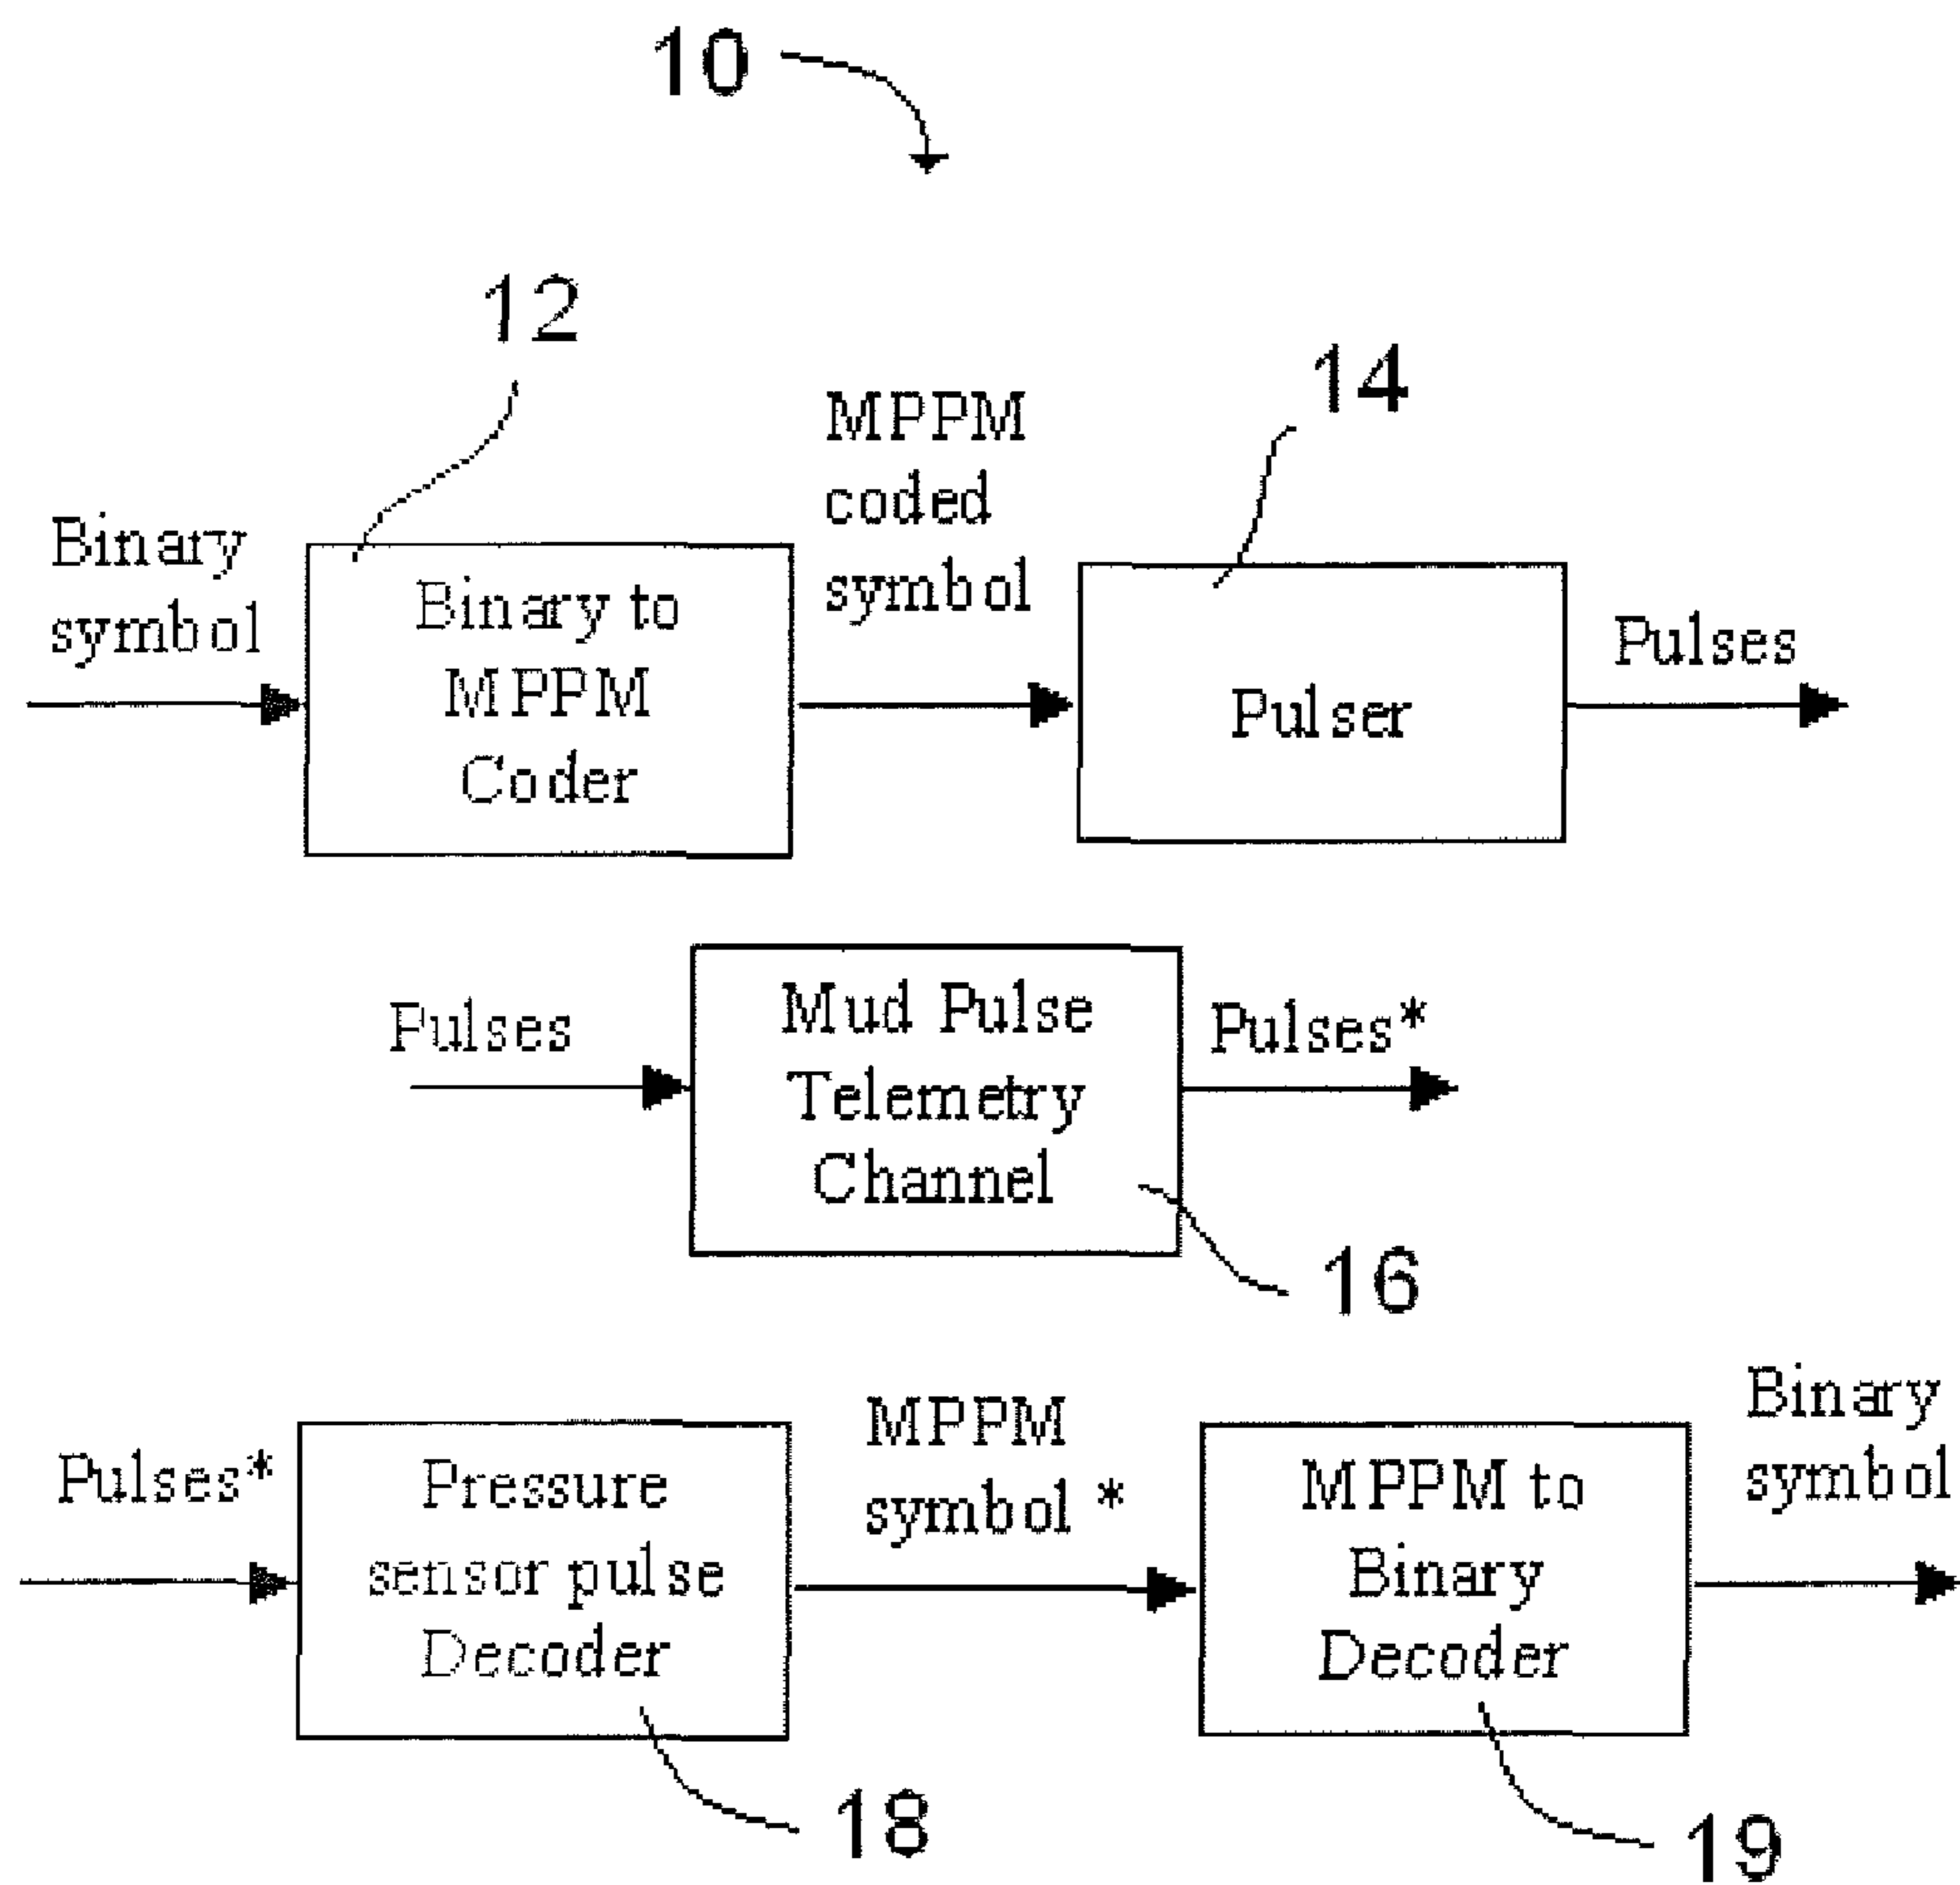 10
12
14
Binary
symbol
Binary to
MPPM
Coder
MPPM
coded
symbol
Pulser
Pulses
Pulses
Mud Pulse
Telemetry
Channel
Pulses*
16
Pulses*
Pressure
sensor pulse
Decoder
MPPM
symbol *
MPPM to
Binary
Decoder
Binary
symbol
18
19